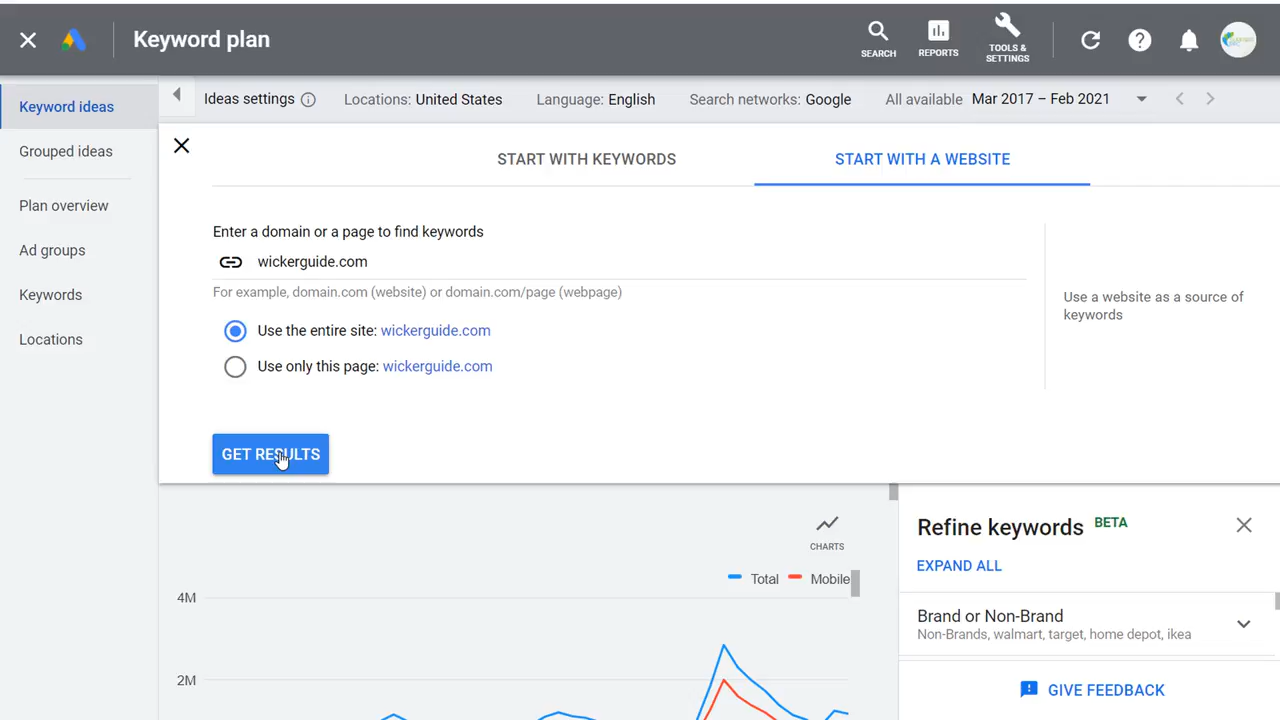 Keyword plan
SEARCH
REPORTS
TOOLS &
SETTINGS
Keyword ideas
Grouped ideas
Plan overview
Ad groups
Keywords
Locations
Ideas settings
Locations: United States
Language: English
Search networks: Google
All available Mar 2017 – Feb 2021
START WITH KEYWORDS
START WITH A WEBSITE
Enter a domain or a page to find keywords
wickerguide.com
For example, domain.com (website) or domain.com/page (webpage)
Use the entire site: wickerguide.com
Use only this page: wickerguide.com
Use a website as a source of
keywords
GET RESULTS
CHARTS
Total
Mobile
4M
2M
Refine keywords BETA
EXPAND ALL
Brand or Non-Brand
Non-Brands, walmart, target, home depot, ikea
GIVE FEEDBACK